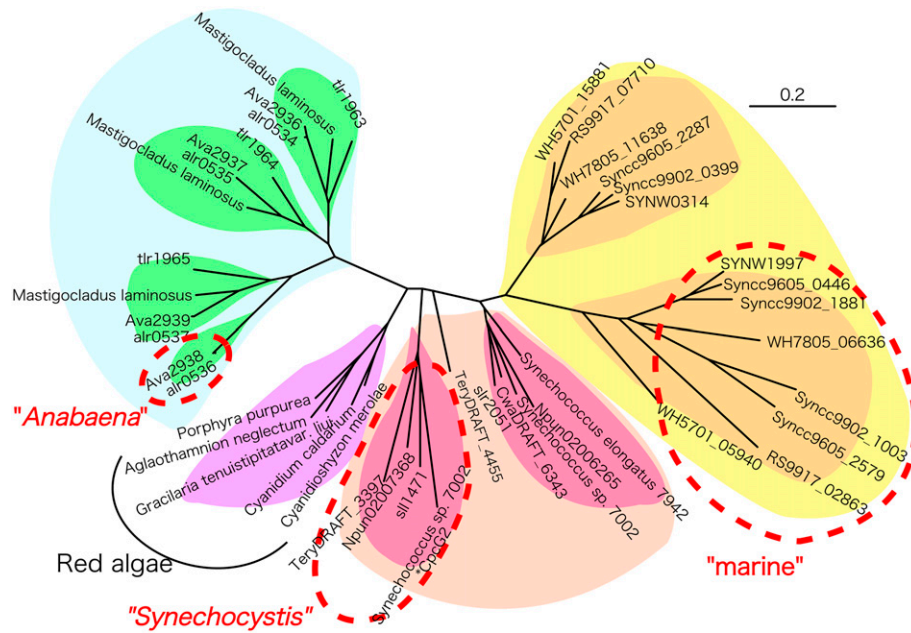 Mastigocladus laminosus
tlr1963
Ava2936
alr0534
tlr1964
Ava2937
alr0535
Mastigocladus laminosus
tlr1965
Mastigocladus laminosus
Ava2939
alr0537
Ava2938
alr0536
"Anabaena"
Porphyra purpurea
Aglaothamnion neglectum
Gracilaria tenuistipitatavar. liui
Cyanidium caldarium
Cyanidioshyzon merolae
Red algae
TeryDRAFT_3397
Npun02007368
sll1471
Synechococcus sp. 7002
*CpcG2
"Synechocystis"
TeryDRAFT_4455
slr2051
CwatDRAFT_6343
Synechococcus sp. 7002
Npun02006265
Synechococcus elongatus 7942
WH5701_15881
RS9917_07710
WH7805_11638
Syncc9605_2287
Syncc9902_0399
SYNW0314
0.2
SYNW1997
Syncc9605_0446
Syncc9902_1881
WH7805_06636
Syncc9902_1003
Syncc9605_2579
RS9917_02863
WH5701_05940
"marine"